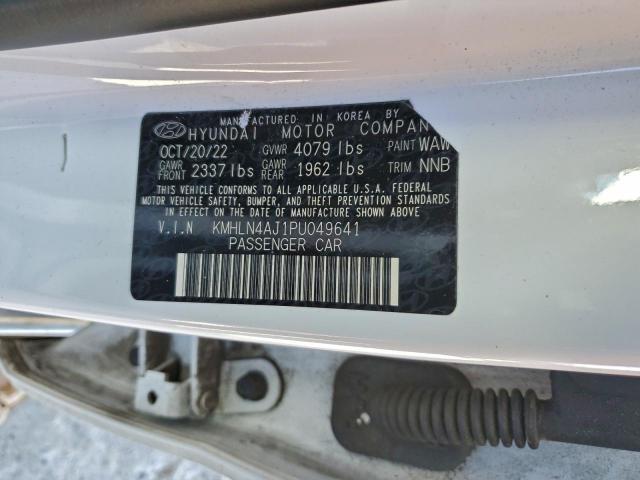 MANUFACTURED IN KOREA BY
HYUNDAI MOTOR COMPAN
OCT/20/22 GVWR 4079 lbs PAINT WAW
GAWR FRONT 2337 lbs GAWR REAR 1962 lbs TRIM NNB
THIS VEHICLE CONFORMS TO ALL APPLICABLE U.S.A. FEDERAL
MOTOR VEHICLE SAFETY, BUMPER, AND THEFT PREVENTION STANDARDS
IN EFFECT ON THE DATE OF MANUFACTURE SHOWN ABOVE.
V.I.N KMHLN4AJ1PU049641
PASSENGER CAR